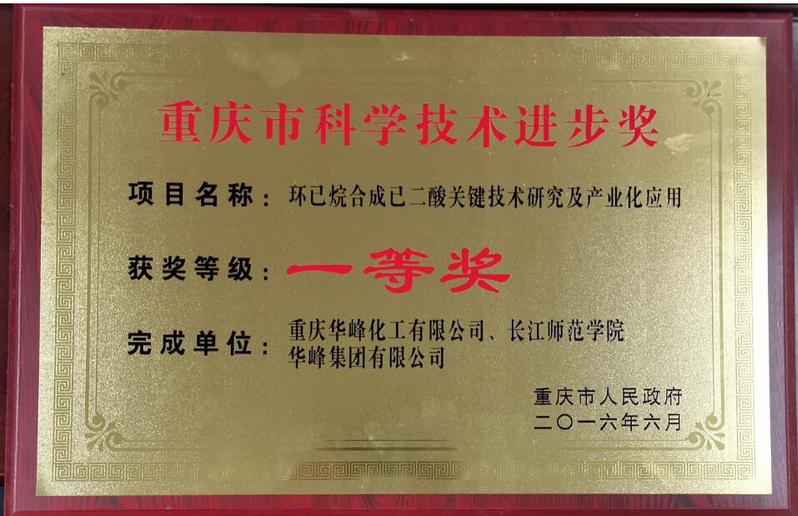 重庆市科学技术进步奖
项目名称：环已烷合成已二酸关键技术研究及产业化应用
获奖等级：一等奖
完成单位：重庆华峰化工有限公司、长江师范学院
华峰集团有限公司
重庆市人民政府
二〇一六年六月